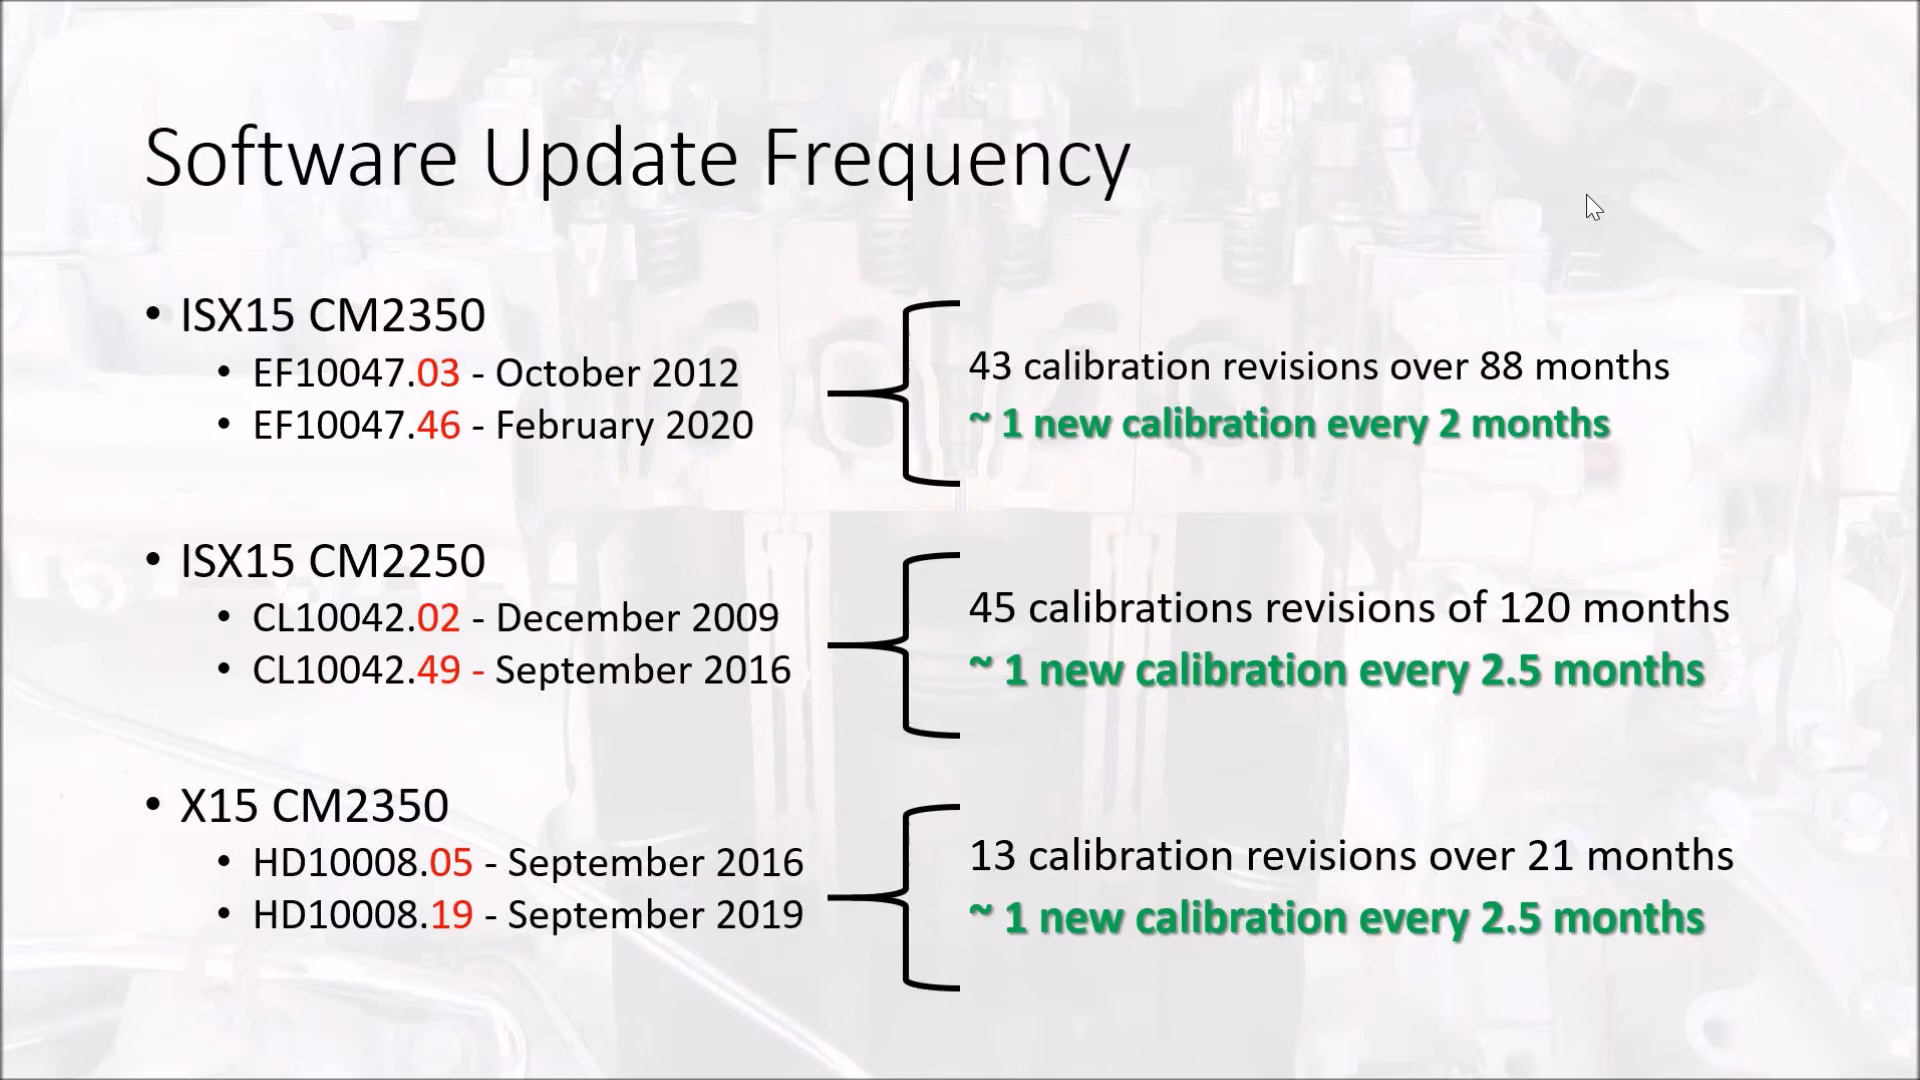 Software Update Frequency
• ISX15 CM2350
• EF10047.03 - October 2012
• EF10047.46 - February 2020
43 calibration revisions over 88 months
~ 1 new calibration every 2 months
• ISX15 CM2250
• CL10042.02 - December 2009
• CL10042.49 - September 2016
45 calibrations revisions of 120 months
~ 1 new calibration every 2.5 months
• X15 CM2350
• HD10008.05 - September 2016
• HD10008.19 - September 2019
13 calibration revisions over 21 months
~ 1 new calibration every 2.5 months